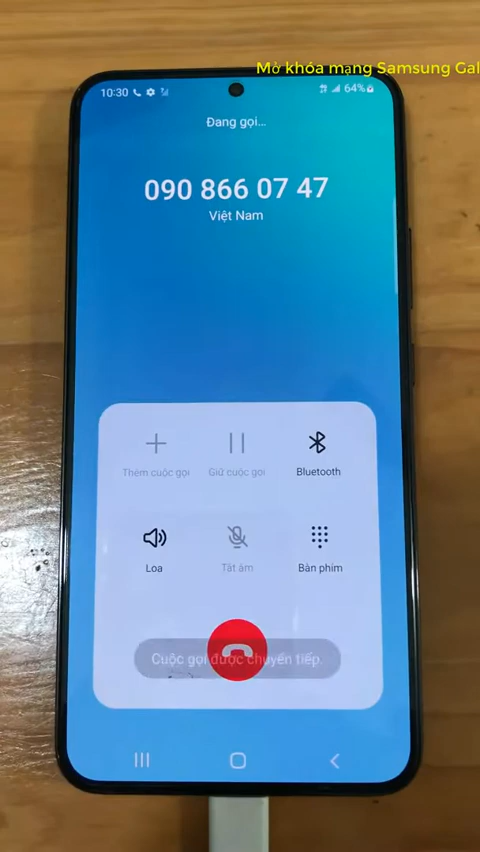 Mở khóa mạng Samsung Gal
10:30
64%
Đang gọi...
090 866 07 47
Việt Nam
Thêm cuộc gọi
Giữ cuộc gọi
Bluetooth
Loa
Tắt âm
Bàn phím
Cuộc gọi được chuyển tiếp.